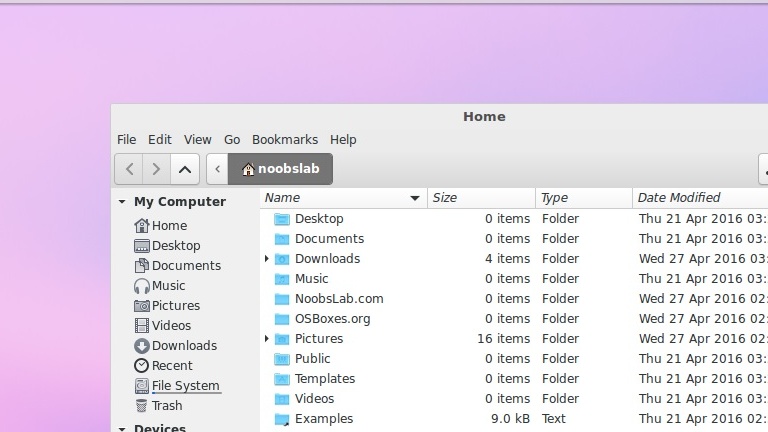 Home
File Edit View Go Bookmarks Help
noobslab
My Computer
Home
Desktop
Documents
Music
Pictures
Videos
Downloads
Recent
File System
Trash
Devices
Name Size Type Date Modified
Desktop 0 items Folder Thu 21 Apr 2016 03:
Documents 0 items Folder Thu 21 Apr 2016 03:
Downloads 4 items Folder Wed 27 Apr 2016 03:
Music 0 items Folder Thu 21 Apr 2016 03:
NoobsLab.com 0 items Folder Wed 27 Apr 2016 02:
OSBoxes.org 0 items Folder Wed 27 Apr 2016 02:
Pictures 16 items Folder Wed 27 Apr 2016 02:
Public 0 items Folder Thu 21 Apr 2016 03:
Templates 0 items Folder Thu 21 Apr 2016 03:
Videos 0 items Folder Thu 21 Apr 2016 03:
Examples 9.0 kB Text Thu 21 Apr 2016 02: